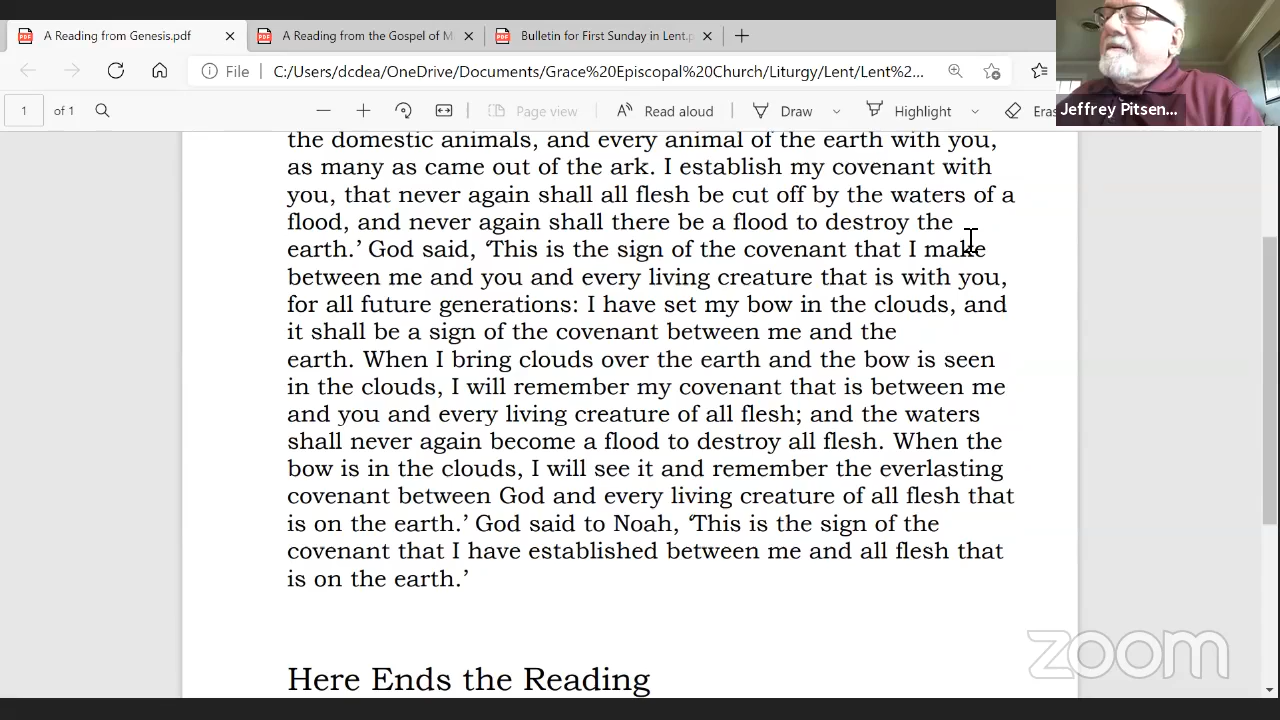 A Reading from Genesis.pdf
A Reading from the Gospel of M
Bulletin for First Sunday in Lent.p
File
C:/Users/dcdea/OneDrive/Documents/Grace%20Episcopal%20Church/Liturgy/Lent/Lent%2...
1 of 1
Page view
Read aloud
Draw
Highlight
Eras
Jeffrey Pitsen...
the domestic animals, and every animal of the earth with you,
as many as came out of the ark. I establish my covenant with
you, that never again shall all flesh be cut off by the waters of a
flood, and never again shall there be a flood to destroy the
earth.’ God said, ‘This is the sign of the covenant that I make
between me and you and every living creature that is with you,
for all future generations: I have set my bow in the clouds, and
it shall be a sign of the covenant between me and the
earth. When I bring clouds over the earth and the bow is seen
in the clouds, I will remember my covenant that is between me
and you and every living creature of all flesh; and the waters
shall never again become a flood to destroy all flesh. When the
bow is in the clouds, I will see it and remember the everlasting
covenant between God and every living creature of all flesh that
is on the earth.’ God said to Noah, ‘This is the sign of the
covenant that I have established between me and all flesh that
is on the earth.’
Here Ends the Reading
zoom